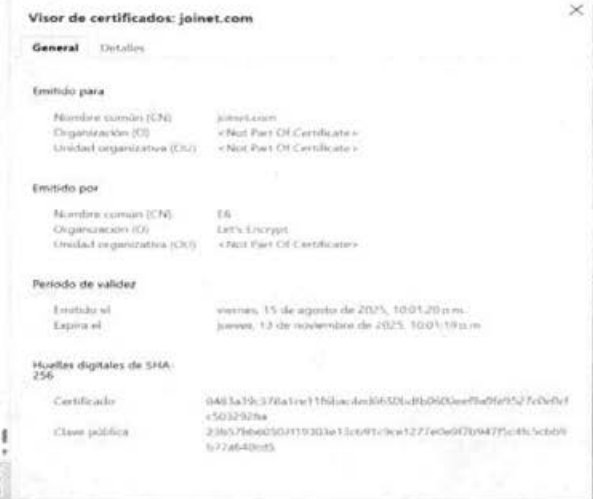 Visor de certificados: joinet.com
General Detalles
Emitido para
Nombre común (CN) joinet.com
Organización (O) <Not Part Of Certificate>
Unidad organizativa (OU) <Not Part Of Certificate>
Emitido por
Nombre común (CN) E6
Organización (O) Let's Encrypt
Unidad organizativa (OU) <Not Part Of Certificate>
Periodo de validez
Emitido el viernes, 15 de agosto de 2025, 10:01:20 p.m.
Expira el jueves, 13 de noviembre de 2025, 10:01:19 p.m.
Huellas digitales de SHA-
256
Certificado
Clave pública